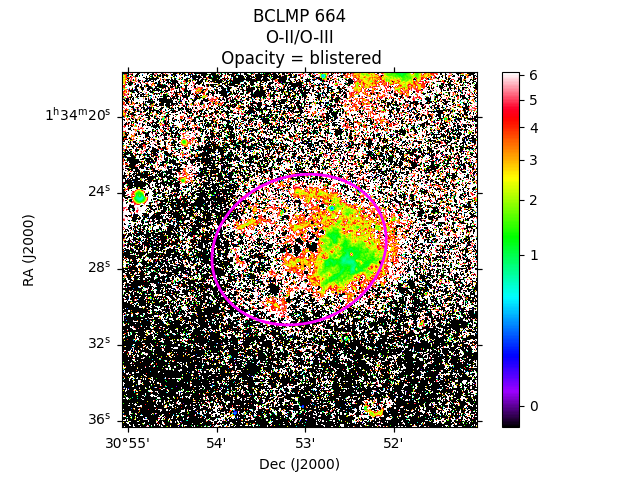 BCLMP 664
O-II/O-III
Opacity = blistered
1ʰ34ᵐ20ˢ
24ˢ
28ˢ
32ˢ
36ˢ
RA (J2000)
30°55'
54'
53'
52'
Dec (J2000)
6
5
4
3
2
1
0